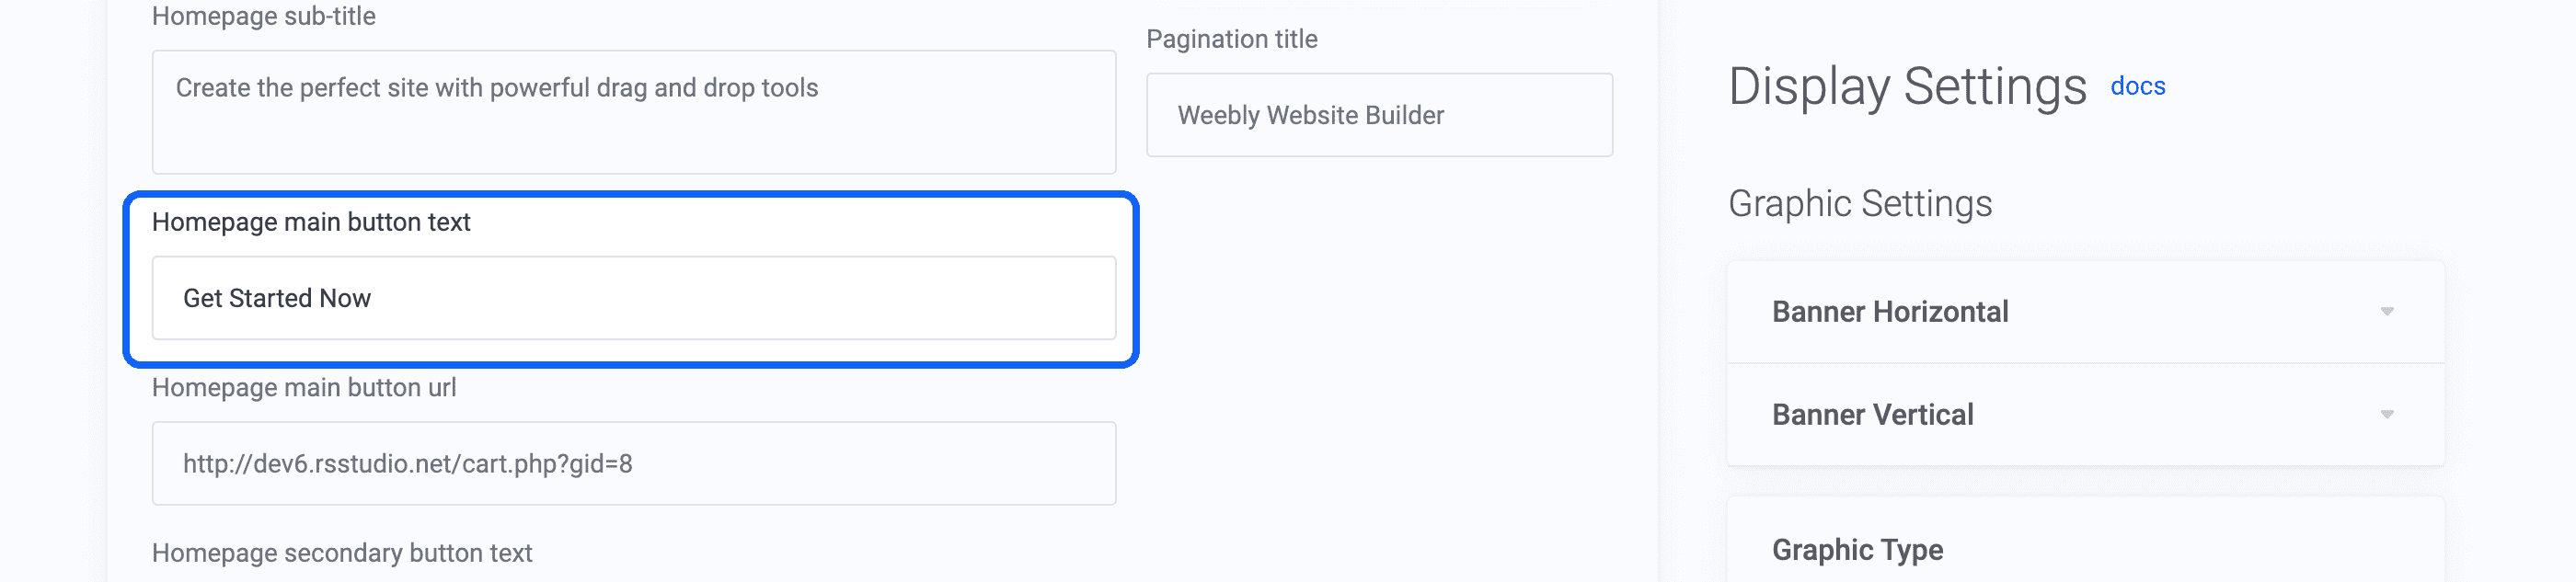 Homepage sub-title
Create the perfect site with powerful drag and drop tools
Homepage main button text
Get Started Now
Homepage main button url
http://dev6.rsstudio.net/cart.php?gid=8
Homepage secondary button text
Pagination title
Weebly Website Builder
Display Settings docs
Graphic Settings
Banner Horizontal
Banner Vertical
Graphic Type